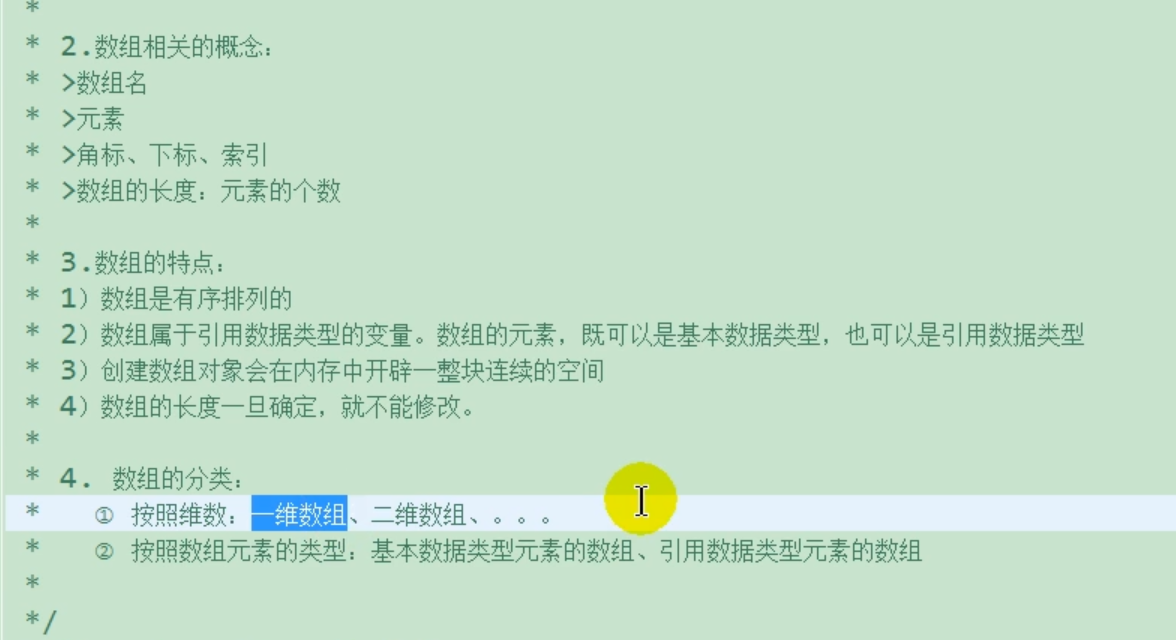 *
* 2.数组相关的概念：
* >数组名
* >元素
* >角标、下标、索引
* >数组的长度：元素的个数
*
* 3.数组的特点：
* 1）数组是有序排列的
* 2）数组属于引用数据类型的变量。数组的元素，既可以是基本数据类型，也可以是引用数据类型
* 3）创建数组对象会在内存中开辟一整块连续的空间
* 4）数组的长度一旦确定，就不能修改。
*
* 4. 数组的分类：
* ① 按照维数：一维数组、二维数组、。。。
* ② 按照数组元素的类型：基本数据类型元素的数组、引用数据类型元素的数组
*
*/